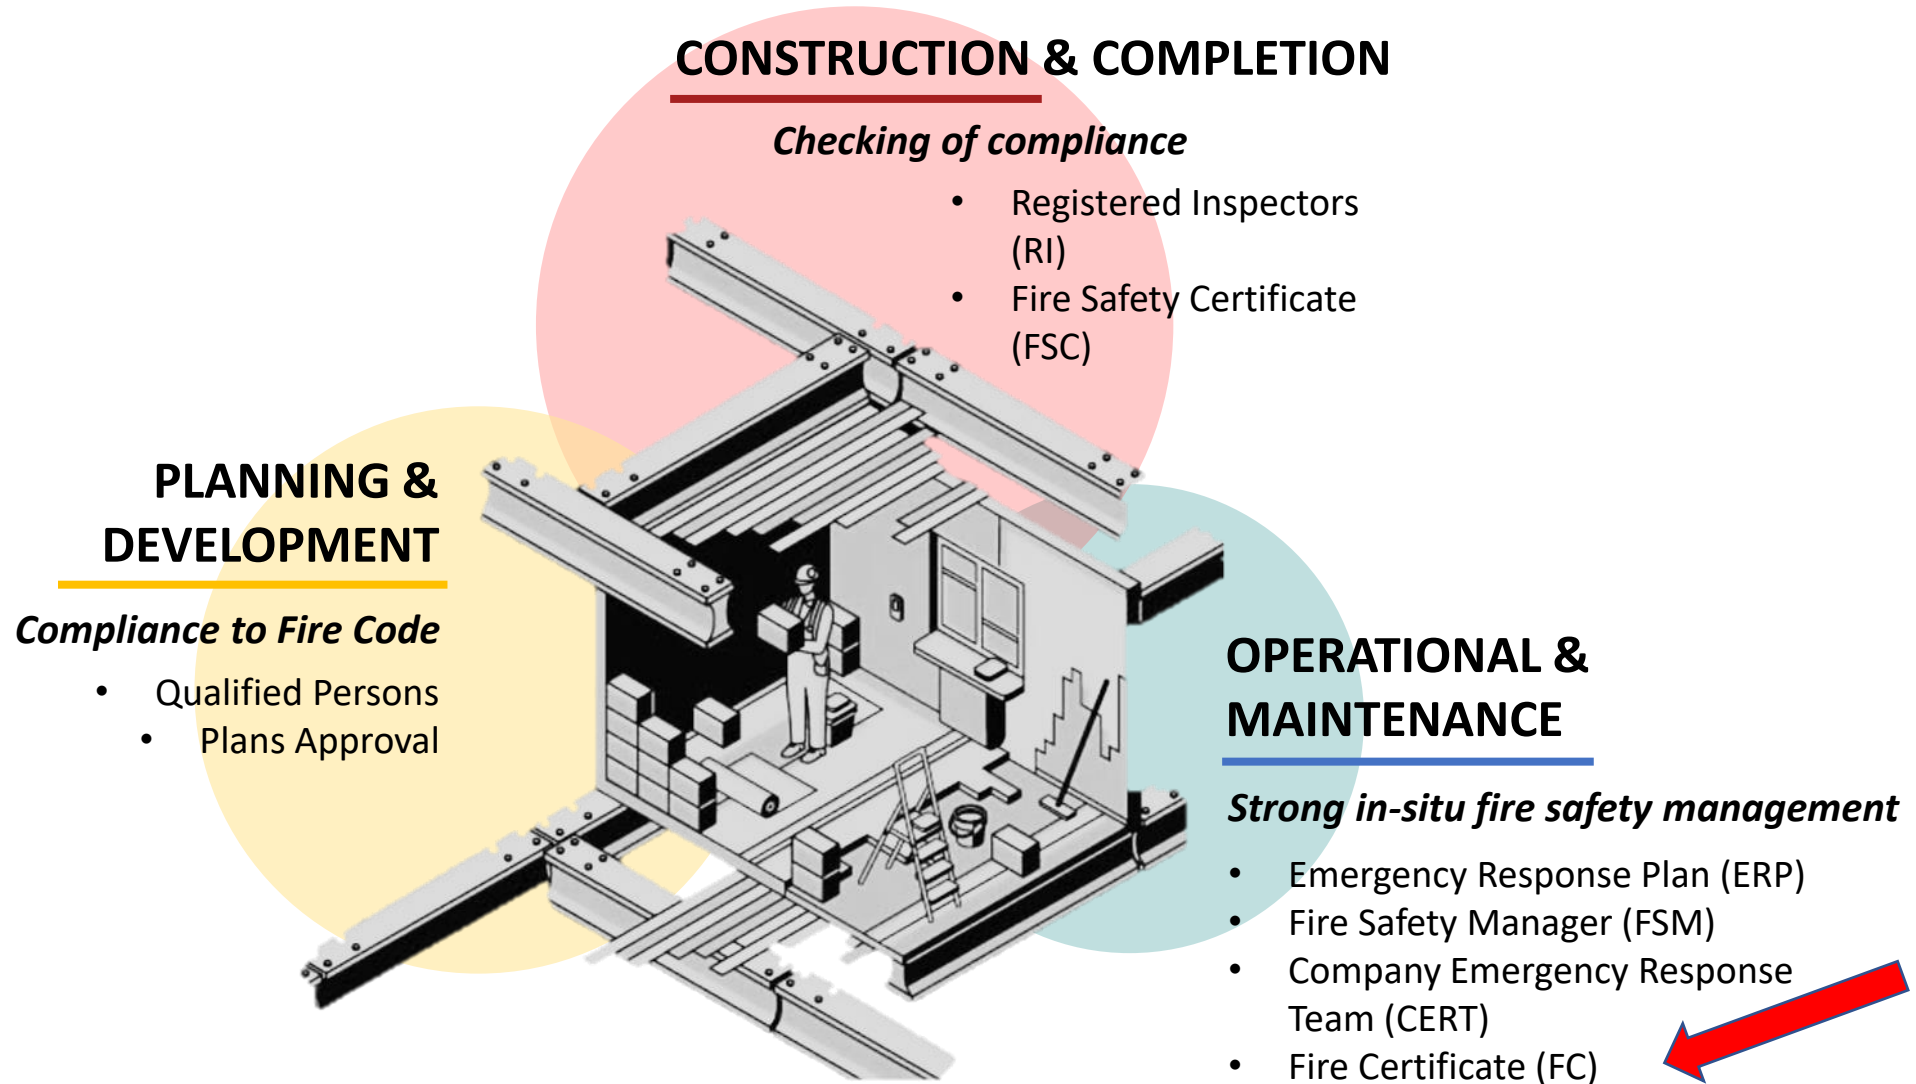 CONSTRUCTION & COMPLETION
Checking of compliance
• Registered Inspectors
(RI)
• Fire Safety Certificate
(FSC)
PLANNING &
DEVELOPMENT
Compliance to Fire Code
• Qualified Persons
• Plans Approval
OPERATIONAL &
MAINTENANCE
Strong in-situ fire safety management
• Emergency Response Plan (ERP)
• Fire Safety Manager (FSM)
• Company Emergency Response
Team (CERT)
• Fire Certificate (FC)